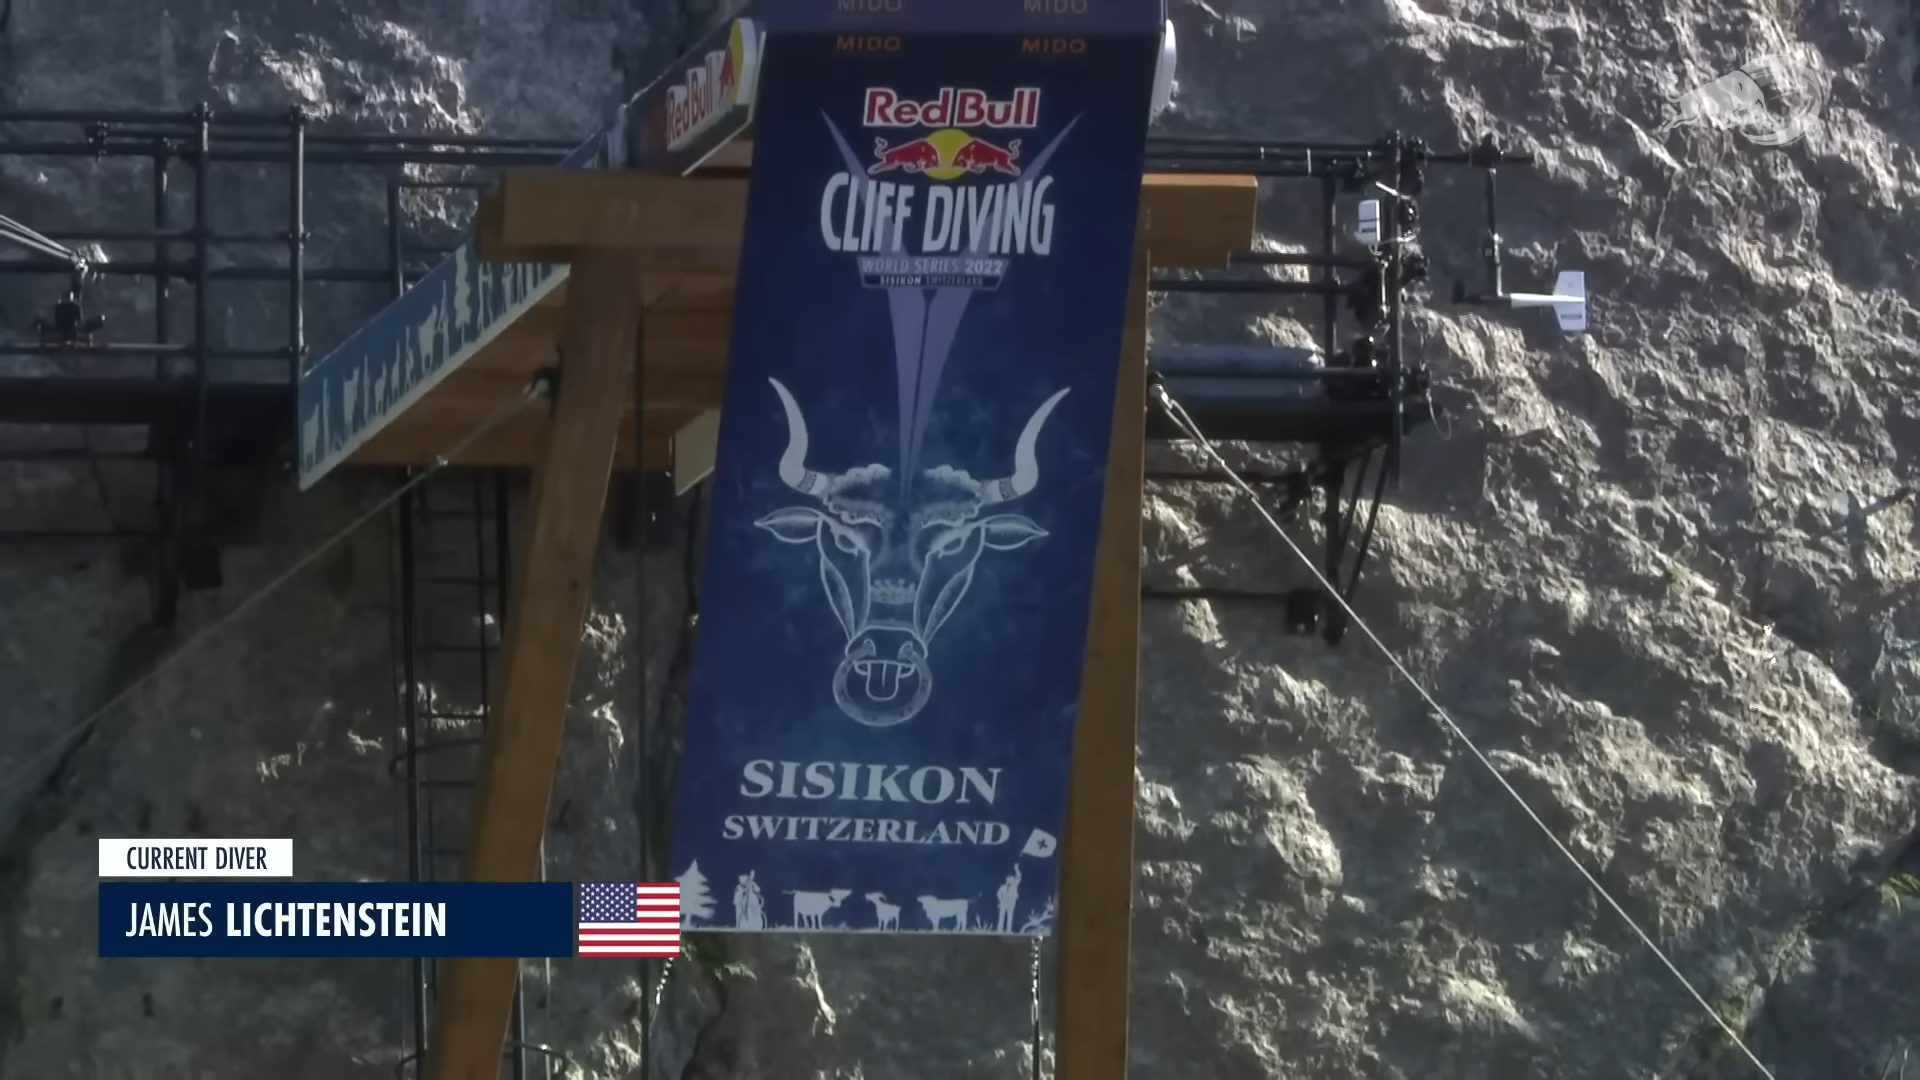 MIDO MIDO
MIDO MIDO
Red Bull
Red Bull
CLIFF DIVING
WORLD SERIES 2022
SISIKON SWITZERLAND
SISIKON
SWITZERLAND
CURRENT DIVER
JAMES LICHTENSTEIN